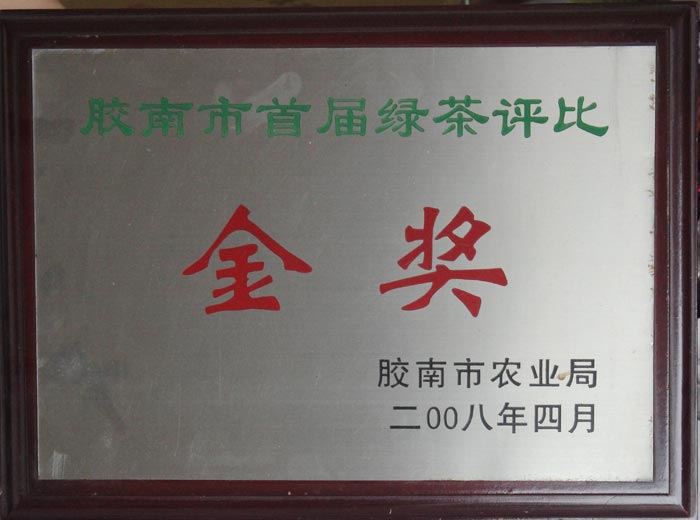 胶南市首届绿茶评比
金奖
胶南市农业局
二00八年四月